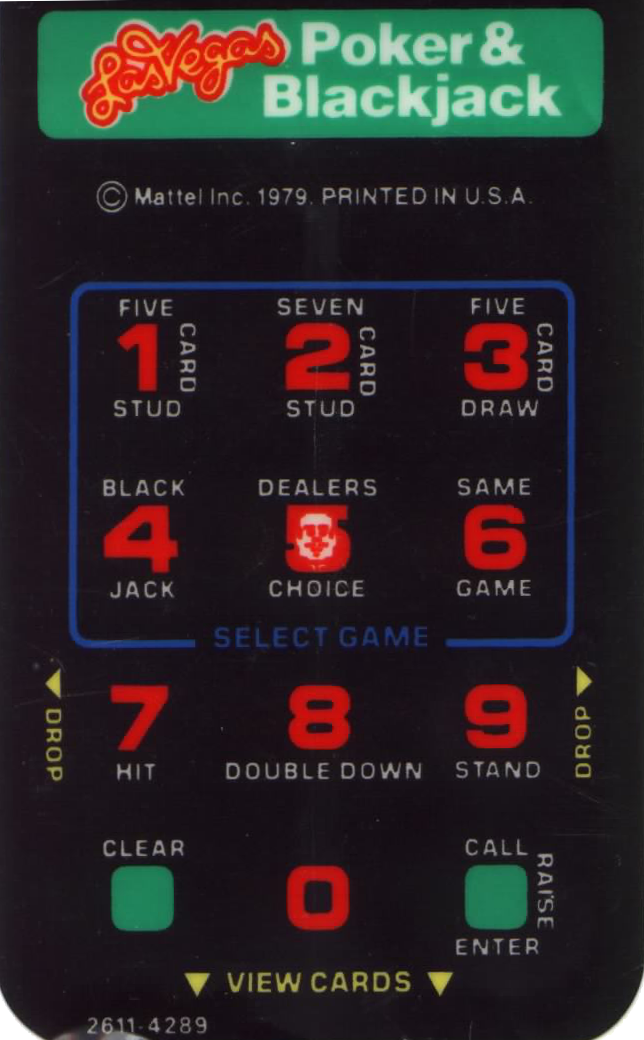 Las Vegas Poker &
Blackjack
© Mattel Inc. 1979. PRINTED IN U.S.A.
FIVE SEVEN FIVE
1 CARD 2 CARD 3 CARD
STUD STUD DRAW
BLACK DEALERS SAME
4 5 6
JACK CHOICE GAME
SELECT GAME
DROP DROP
7 8 9
HIT DOUBLE DOWN STAND
CLEAR CALL
0 RAISE
ENTER
VIEW CARDS
2611-4289